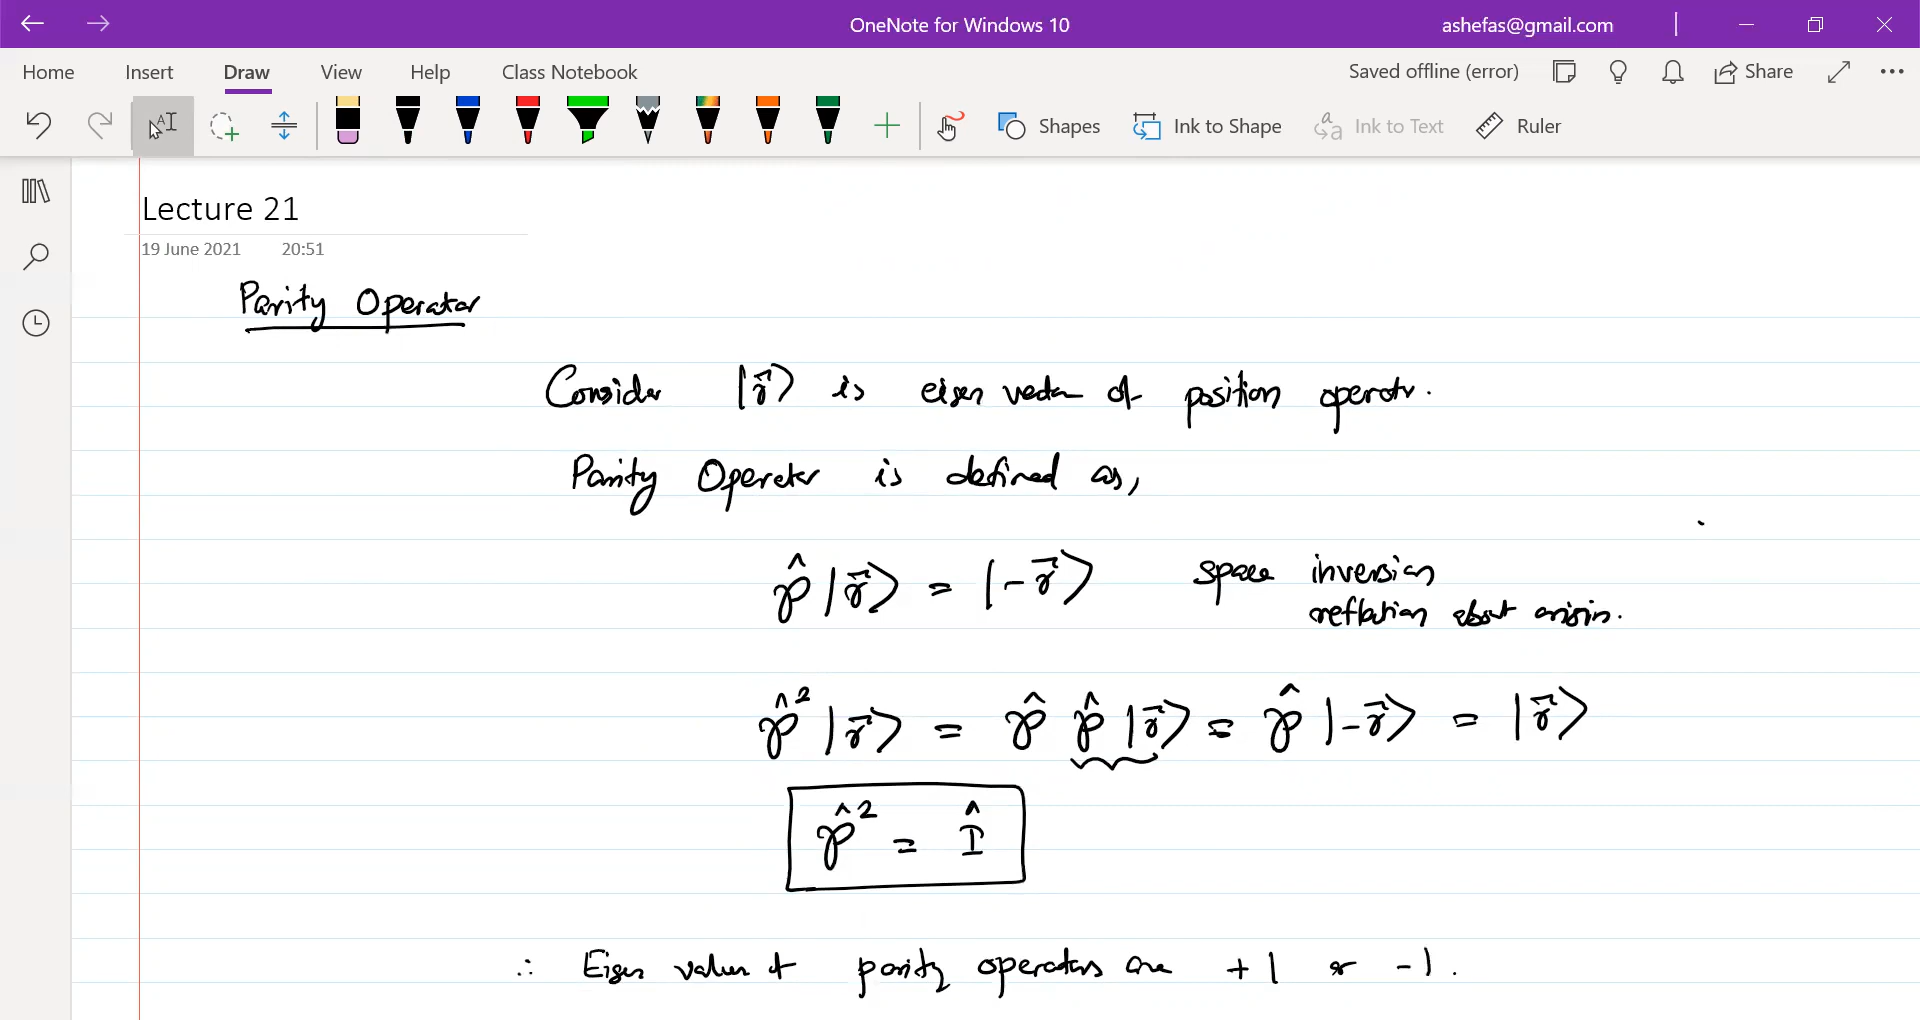 OneNote for Windows 10
ashefas@gmail.com
Home Insert Draw View Help Class Notebook
Saved offline (error) Share
Shapes Ink to Shape Ink to Text Ruler
Lecture 21
19 June 2021 20:51
Parity Operator
Consider |r⃗⟩ is eigen vector of position operator.
Parity Operator is defined as,
𝒫̂ |r⃗⟩ = |-r⃗⟩ space inversion
reflection about origin.
𝒫̂² |r⃗⟩ = 𝒫̂ 𝒫̂ |r⃗⟩ = 𝒫̂ |-r⃗⟩ = |r⃗⟩
𝒫̂² = Î
∴ Eigen values of parity operators are +1 or -1.